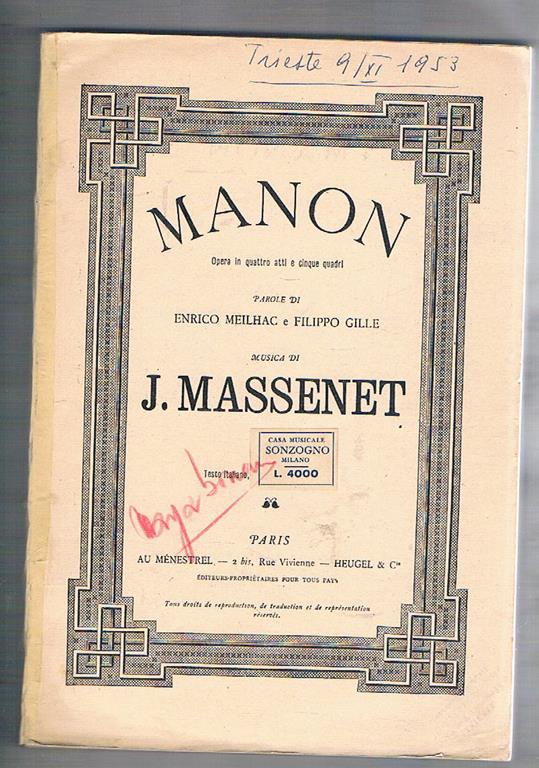 Trieste 9/XI 1953
MANON
Opera in quattro atti e cinque quadri
PAROLE DI
ENRICO MEILHAC e FILIPPO GILLE
MUSICA DI
J. MASSENET
CASA MUSICALE
SONZOGNO
MILANO
L. 4000
Testo Italiano,
PARIS
AU MÉNESTREL — 2 bis, Rue Vivienne — HEUGEL & Cie
ÉDITEURS-PROPRIÉTAIRES POUR TOUS PAYS
Tous droits de reproduction, de traduction et de représentation
réservés.